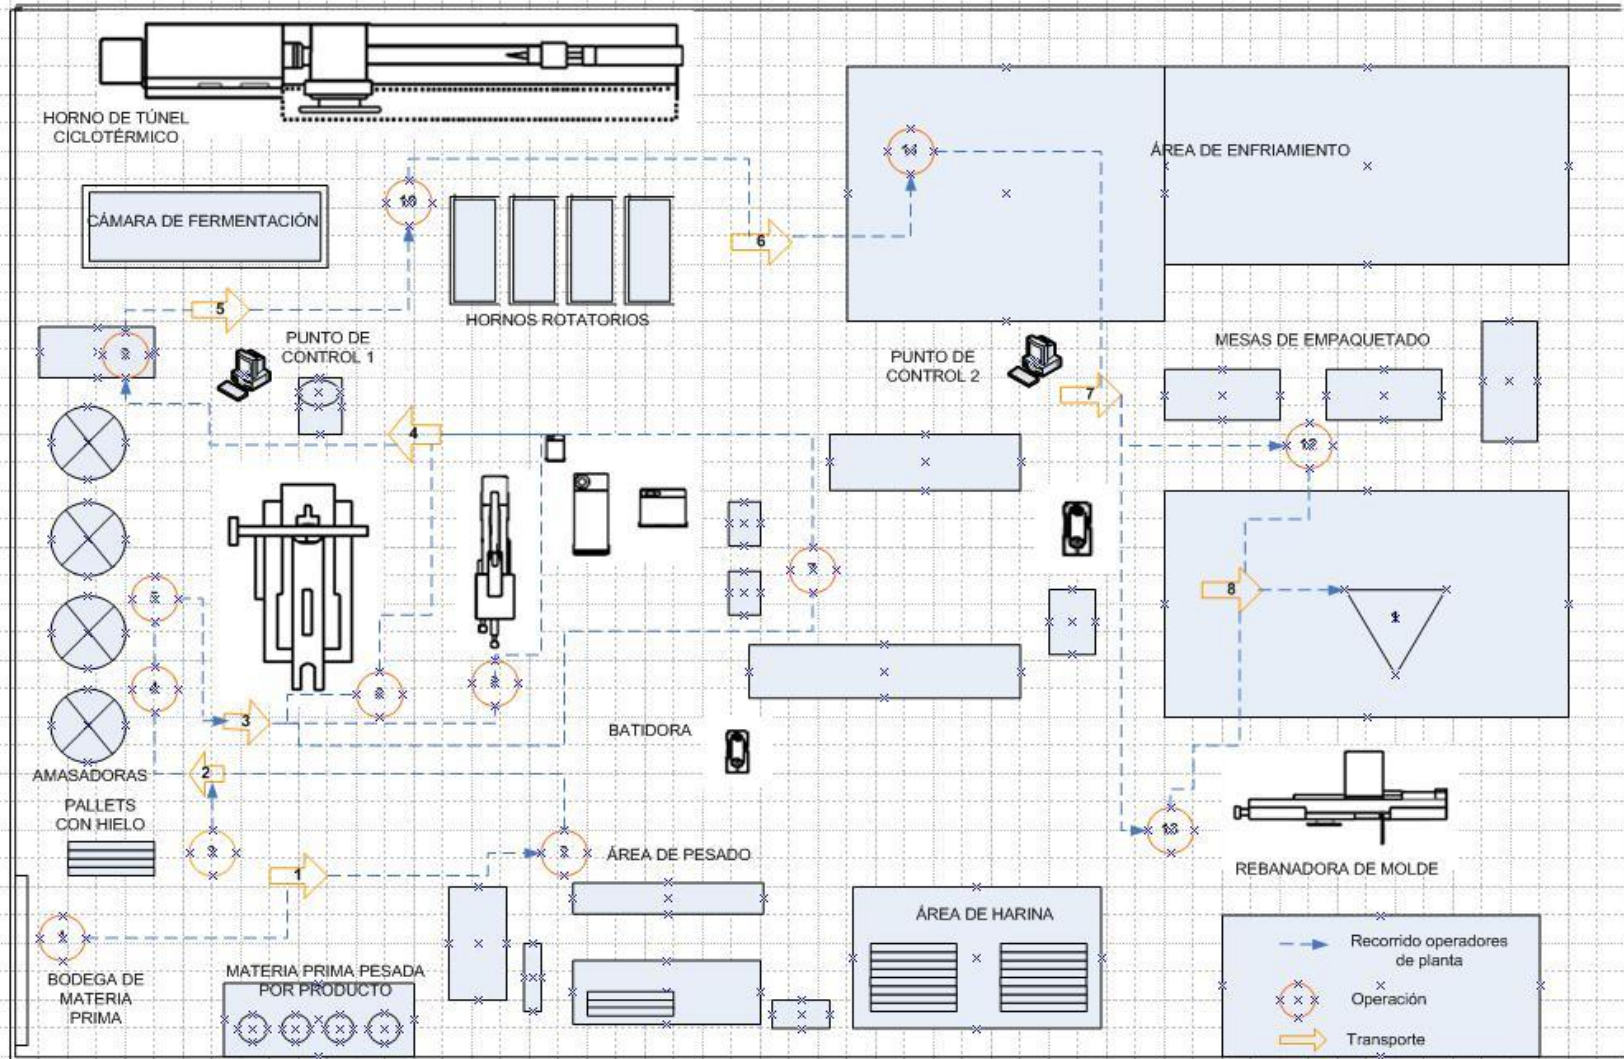 HORNO DE TÚNEL
CICLOTÉRMICO
11
ÁREA DE ENFRIAMIENTO
10
CÁMARA DE FERMENTACIÓN
6
5
HORNOS ROTATORIOS
PUNTO DE
CONTROL 1
PUNTO DE
CONTROL 2
MESAS DE EMPAQUETADO
7
4
12
8
1
3
2
BATIDORA
AMASADORAS
PALLETS
CON HIELO
13
REBANADORA DE MOLDE
1
ÁREA DE PESADO
ÁREA DE HARINA
BODEGA DE
MATERIA
PRIMA
MATERIA PRIMA PESADA
POR PRODUCTO
Recorrido operadores
de planta
Operación
Transporte